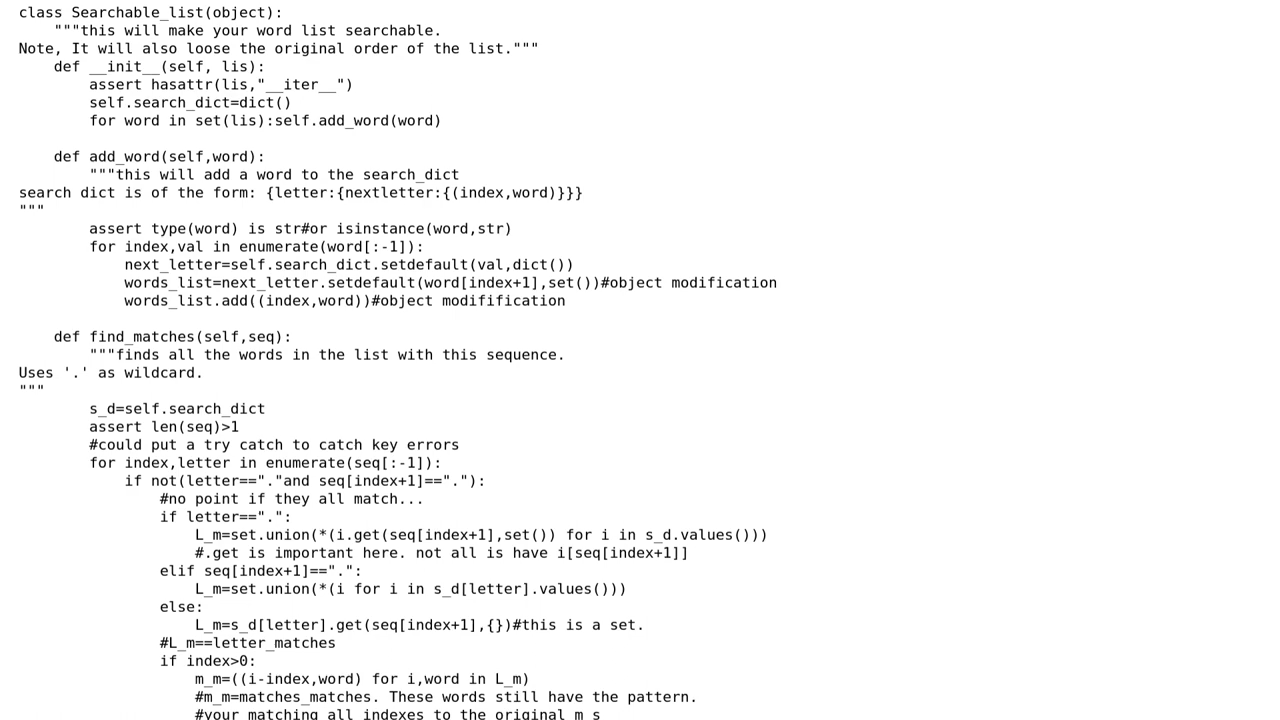 class Searchable_list(object):
    """this will make your word list searchable.
Note, It will also loose the original order of the list."""
    def __init__(self, lis):
        assert hasattr(lis,"__iter__")
        self.search_dict=dict()
        for word in set(lis):self.add_word(word)

    def add_word(self,word):
        """this will add a word to the search_dict
search dict is of the form: {letter:{nextletter:{(index,word)}}}
"""
        assert type(word) is str#or isinstance(word,str)
        for index,val in enumerate(word[:-1]):
            next_letter=self.search_dict.setdefault(val,dict())
            words_list=next_letter.setdefault(word[index+1],set())#object modification
            words_list.add((index,word))#object modifification

    def find_matches(self,seq):
        """finds all the words in the list with this sequence.
Uses '.' as wildcard.
"""
        s_d=self.search_dict
        assert len(seq)>1
        #could put a try catch to catch key errors
        for index,letter in enumerate(seq[:-1]):
            if not(letter=="."and seq[index+1]=="."):
                #no point if they all match...
                if letter==".":
                    L_m=set.union(*(i.get(seq[index+1],set()) for i in s_d.values()))
                    #.get is important here. not all is have i[seq[index+1]]
                elif seq[index+1]==".":
                    L_m=set.union(*(i for i in s_d[letter].values()))
                else:
                    L_m=s_d[letter].get(seq[index+1],{})#this is a set.
                #L_m==letter_matches
                if index>0:
                    m_m=((i-index,word) for i,word in L_m)
                    #m_m=matches_matches. These words still have the pattern.
                    #your matching all indexes to the original m_s